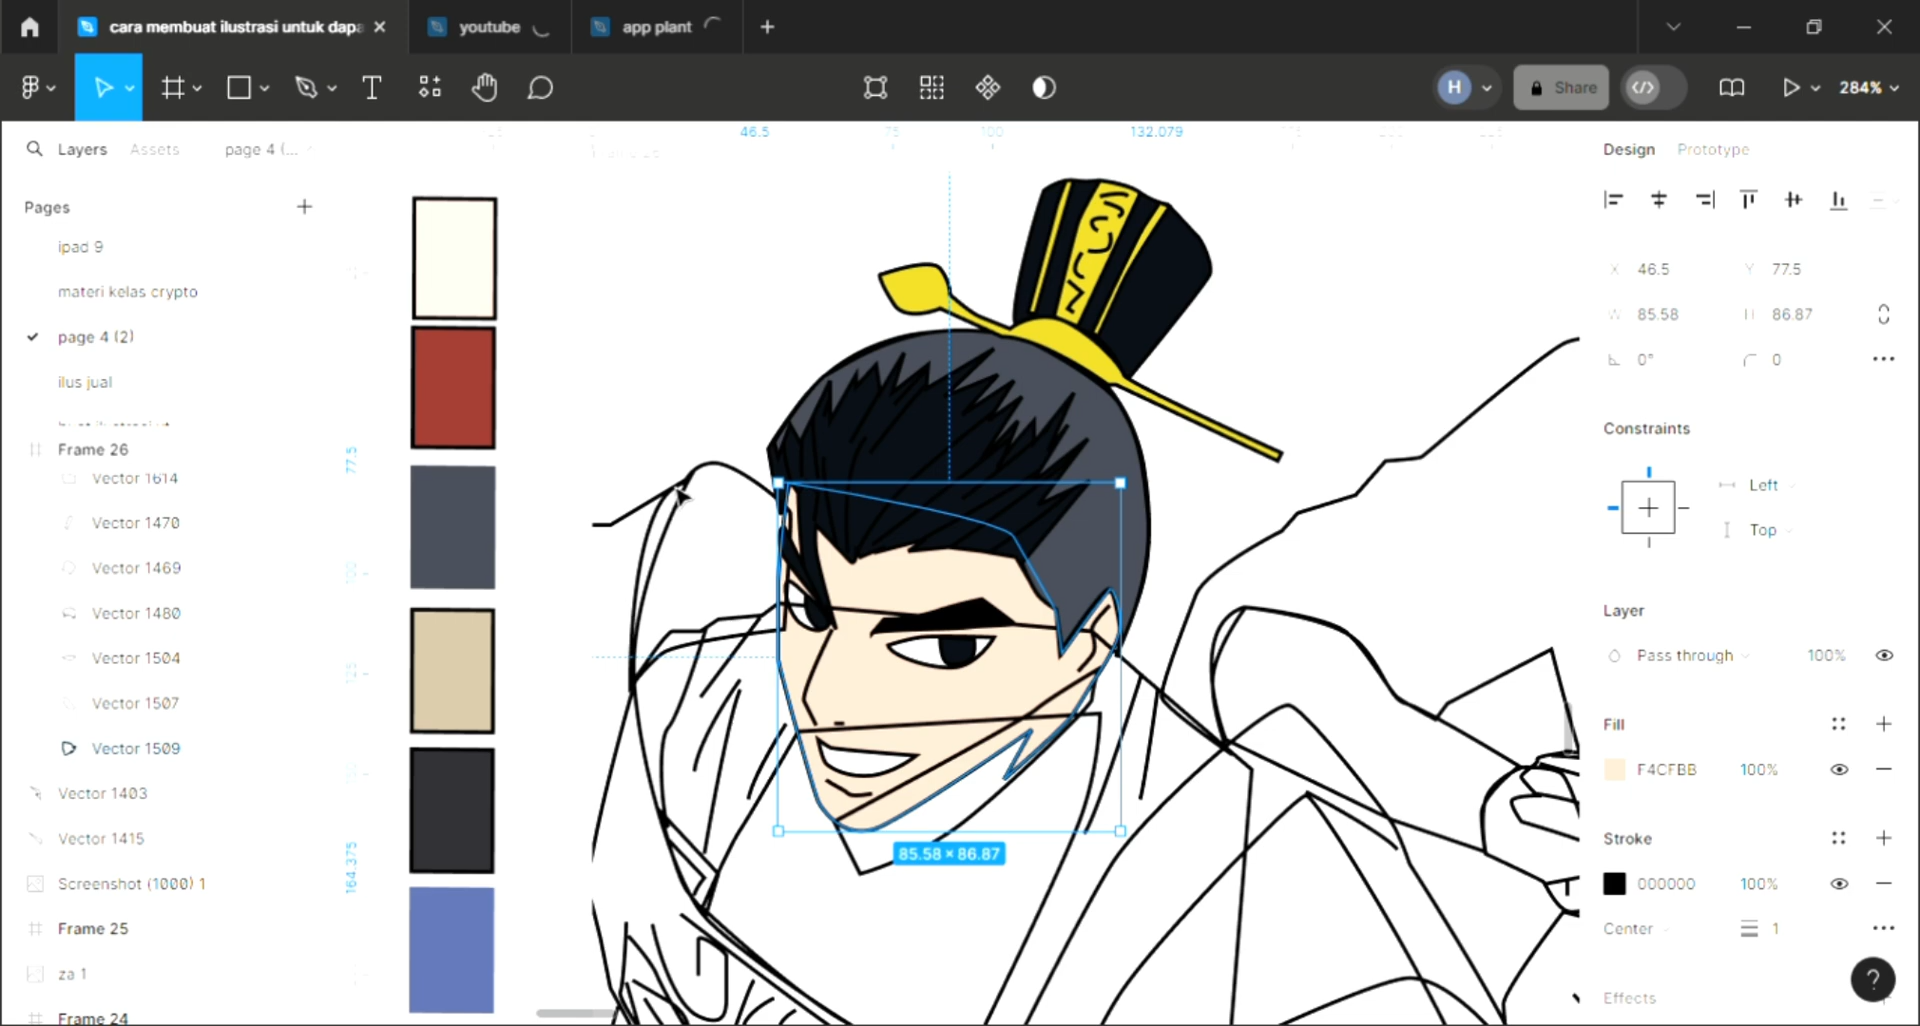 cara membuat ilustrasi untuk dapa
youtube
app plant
H
Share
284%
46.5
75
100
132.079
Layers
Assets
page 4 (...
Pages
ipad 9
materi kelas crypto
page 4 (2)
ilus jual
Frame 26
Vector 1614
Vector 1470
Vector 1469
Vector 1480
Vector 1504
Vector 1507
Vector 1509
Vector 1403
Vector 1415
Screenshot (1000) 1
Frame 25
za 1
Frame 24
77.5
164.375
85.58 × 86.87
Design
Prototype
X 46.5
Y 77.5
W 85.58
H 86.87
0°
0
Constraints
Left
Top
Layer
Pass through
100%
Fill
F4CFBB
100%
Stroke
000000
100%
Center
1
Effects
?